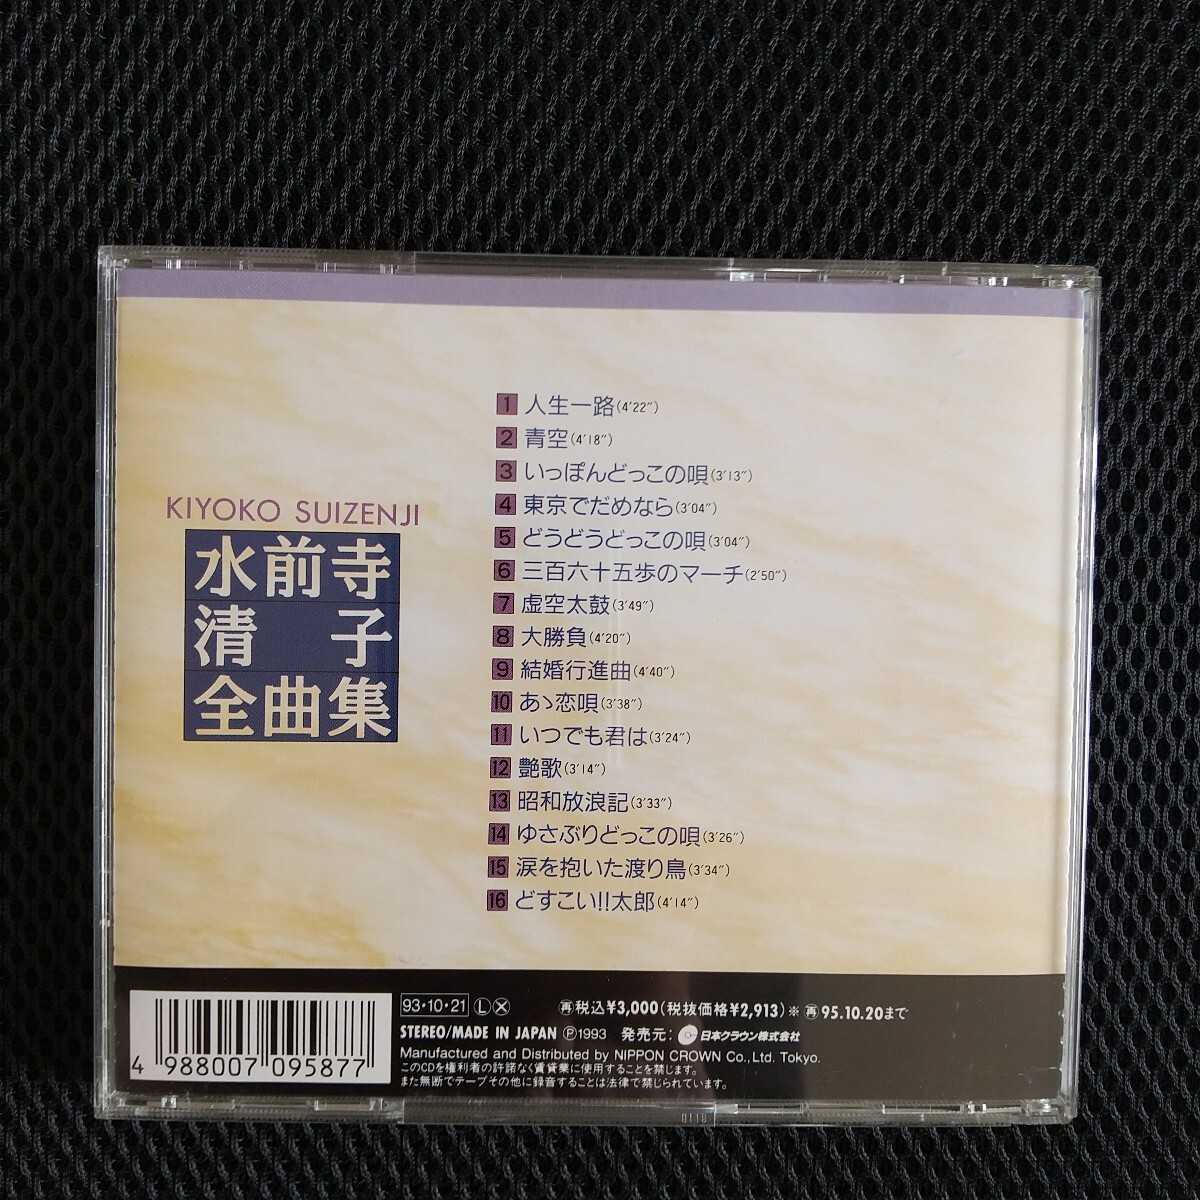 KIYOKO SUIZENJI
水前寺
清 子
全曲集
1 人生一路(4'22")
2 青空(4'18")
3 いっぽんどっこの唄(3'13")
4 東京でだめなら(3'04")
5 どうどうどっこの唄(3'04")
6 三百六十五歩のマーチ(2'50")
7 虚空太鼓(3'49")
8 大勝負(4'20")
9 結婚行進曲(4'40")
10 あゝ恋唄(3'38")
11 いつでも君は(3'24")
12 艶歌(3'14")
13 昭和放浪記(3'33")
14 ゆさぶりどっこの唄(3'26")
15 涙を抱いた渡り鳥(3'34")
16 どすこい!!太郎(4'14")
4 988007 095877
93・10・21 Ⓛ Ⓧ ㊢税込¥3,000(税抜価格¥2,913)※㊢95.10.20まで
STEREO/MADE IN JAPAN Ⓟ1993 発売元: 日本クラウン株式会社
Manufactured and Distributed by NIPPON CROWN Co., Ltd. Tokyo.
このCDを権利者の許諾なく賃貸業に使用することを禁じます。
また無断でテープその他に録音することは法律で禁じられています。
0118